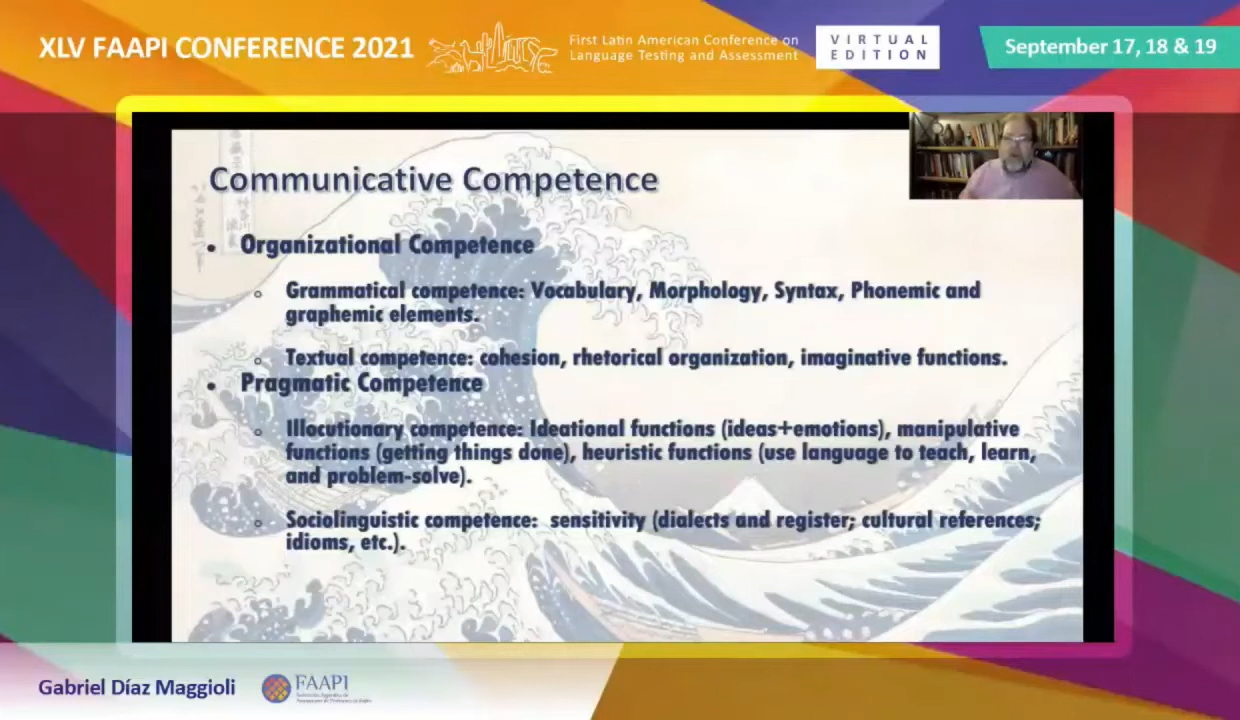 XLV FAAPI CONFERENCE 2021
First Latin American Conference on
Language Testing and Assessment
VIRTUAL
EDITION
September 17, 18 & 19
Communicative Competence
• Organizational Competence
○ Grammatical competence: Vocabulary, Morphology, Syntax, Phonemic and
graphemic elements.
○ Textual competence: cohesion, rhetorical organization, imaginative functions.
• Pragmatic Competence
○ Illocutionary competence: Ideational functions (ideas+emotions), manipulative
functions (getting things done), heuristic functions (use language to teach, learn,
and problem-solve).
○ Sociolinguistic competence: sensitivity (dialects and register; cultural references;
idioms, etc.).
Gabriel Díaz Maggioli
FAAPI